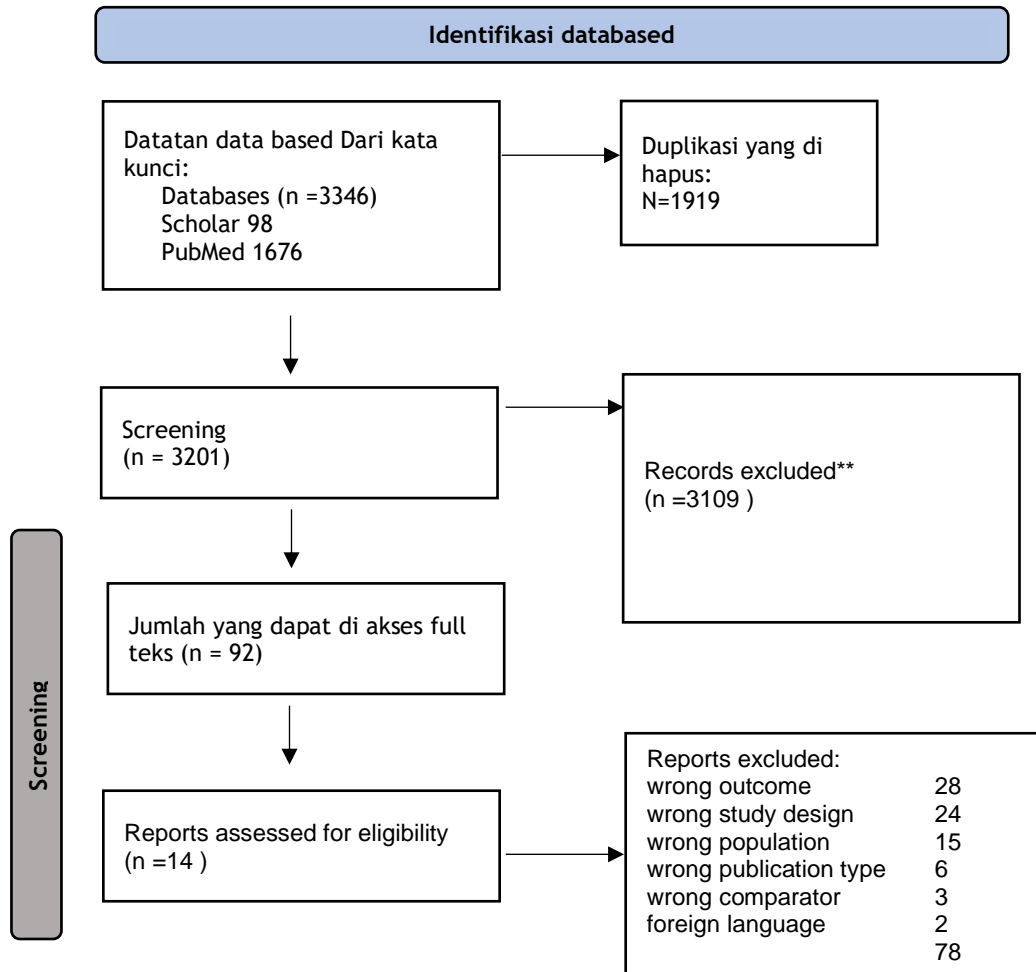 Identifikasi databased
Datatan data based Dari kata
kunci:
Databases (n =3346)
Scholar 98
PubMed 1676
Duplikasi yang di
hapus:
N=1919
Screening
(n = 3201)
Records excluded**
(n =3109 )
Jumlah yang dapat di akses full
teks (n = 92)
Screening
Reports assessed for eligibility
(n =14 )
Reports excluded:
wrong outcome 28
wrong study design 24
wrong population 15
wrong publication type 6
wrong comparator 3
foreign language 2
78